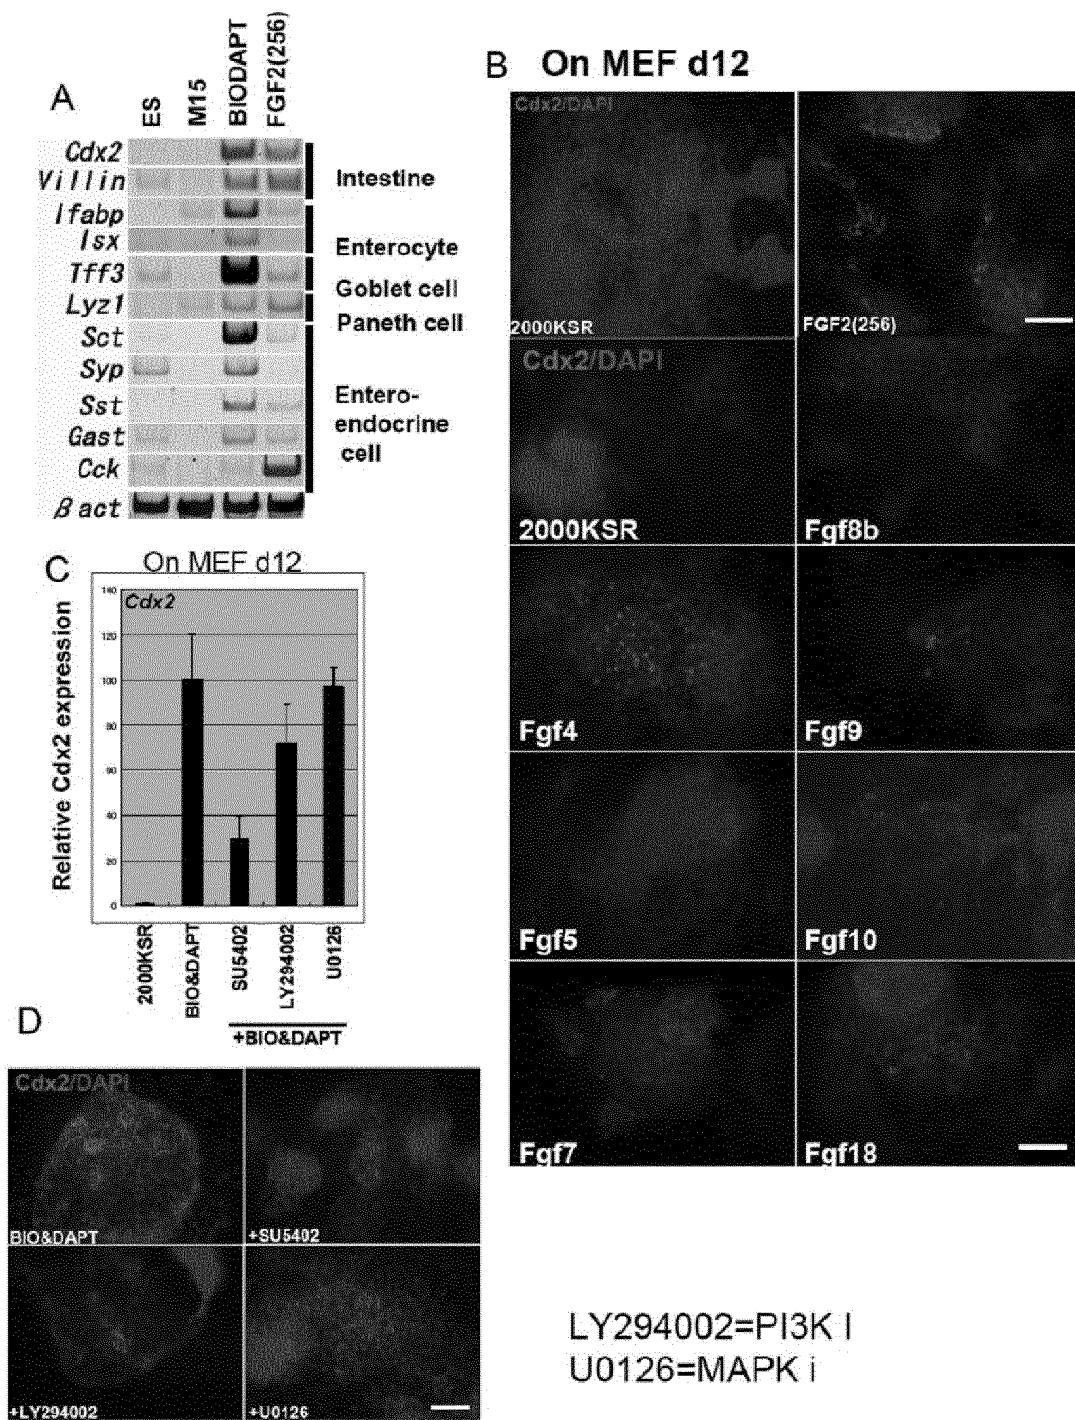 A
ES
M15
BIODAPT
FGF2(256)
Cdx2
Villin
Ifabp
Isx
Tff3
Lyz1
Sct
Syp
Sst
Gast
Cck
βact
Intestine
Enterocyte
Goblet cell
Paneth cell
Entero-
endocrine
cell
B On MEF d12
Cdx2/DAPI
2000KSR
FGF2(256)
Cdx2/DAPI
2000KSR
Fgf8b
Fgf4
Fgf9
Fgf5
Fgf10
Fgf7
Fgf18
C
On MEF d12
Cdx2
Relative Cdx2 expression
140
120
100
80
60
40
20
0
2000KSR
BIO&DAPT
SU5402
LY294002
U0126
+BIO&DAPT
D
Cdx2/DAPI
BIO&DAPT
+SU5402
+LY294002
+U0126
LY294002=PI3K I
U0126=MAPK i